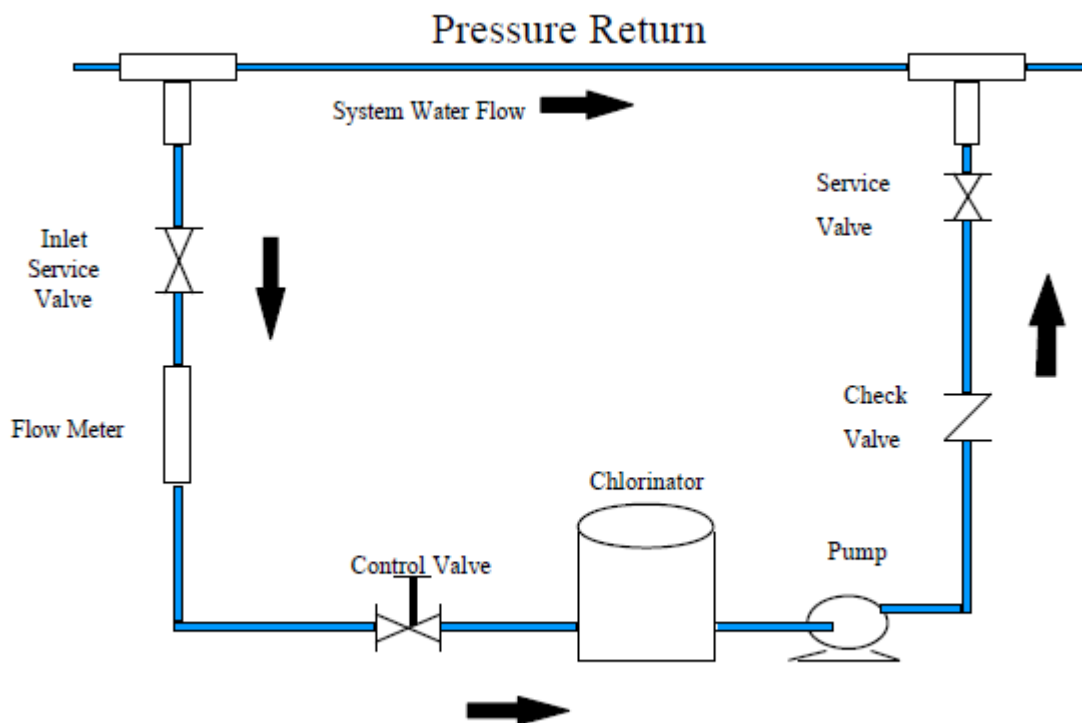 Pressure Return
System Water Flow
Service
Valve
Inlet
Service
Valve
Check
Valve
Flow Meter
Chlorinator
Pump
Control Valve